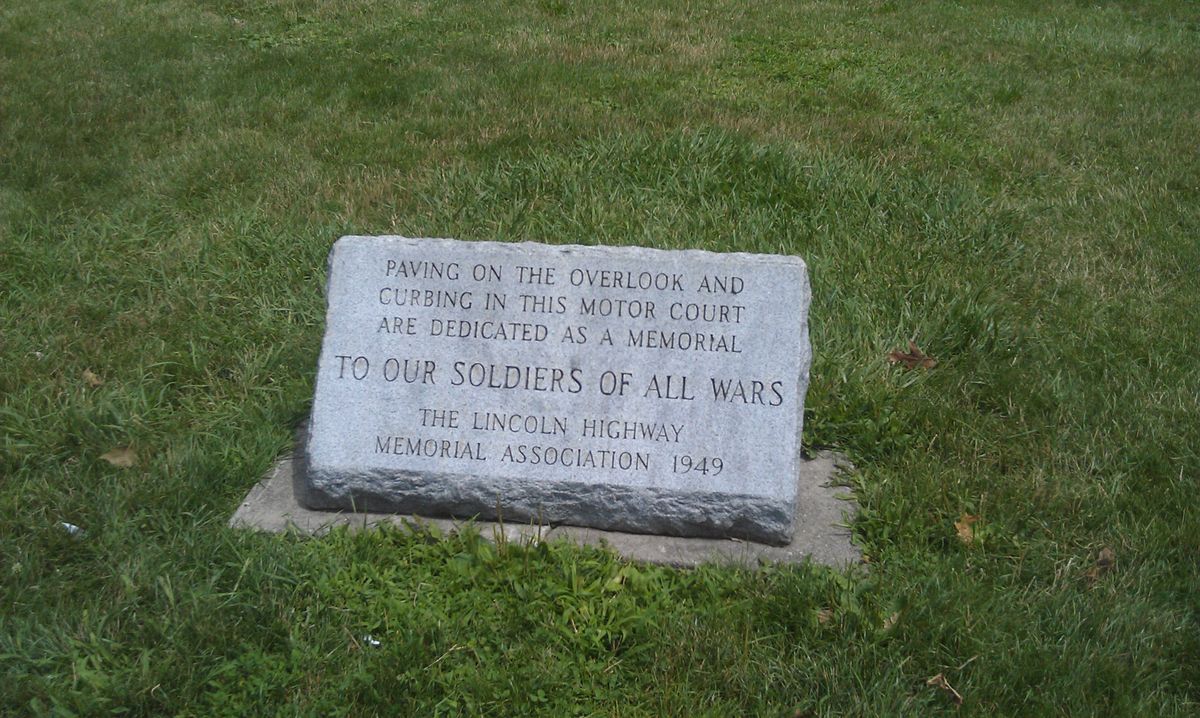 PAVING ON THE OVERLOOK AND
CURBING IN THIS MOTOR COURT
ARE DEDICATED AS A MEMORIAL
TO OUR SOLDIERS OF ALL WARS
THE LINCOLN HIGHWAY
MEMORIAL ASSOCIATION 1949